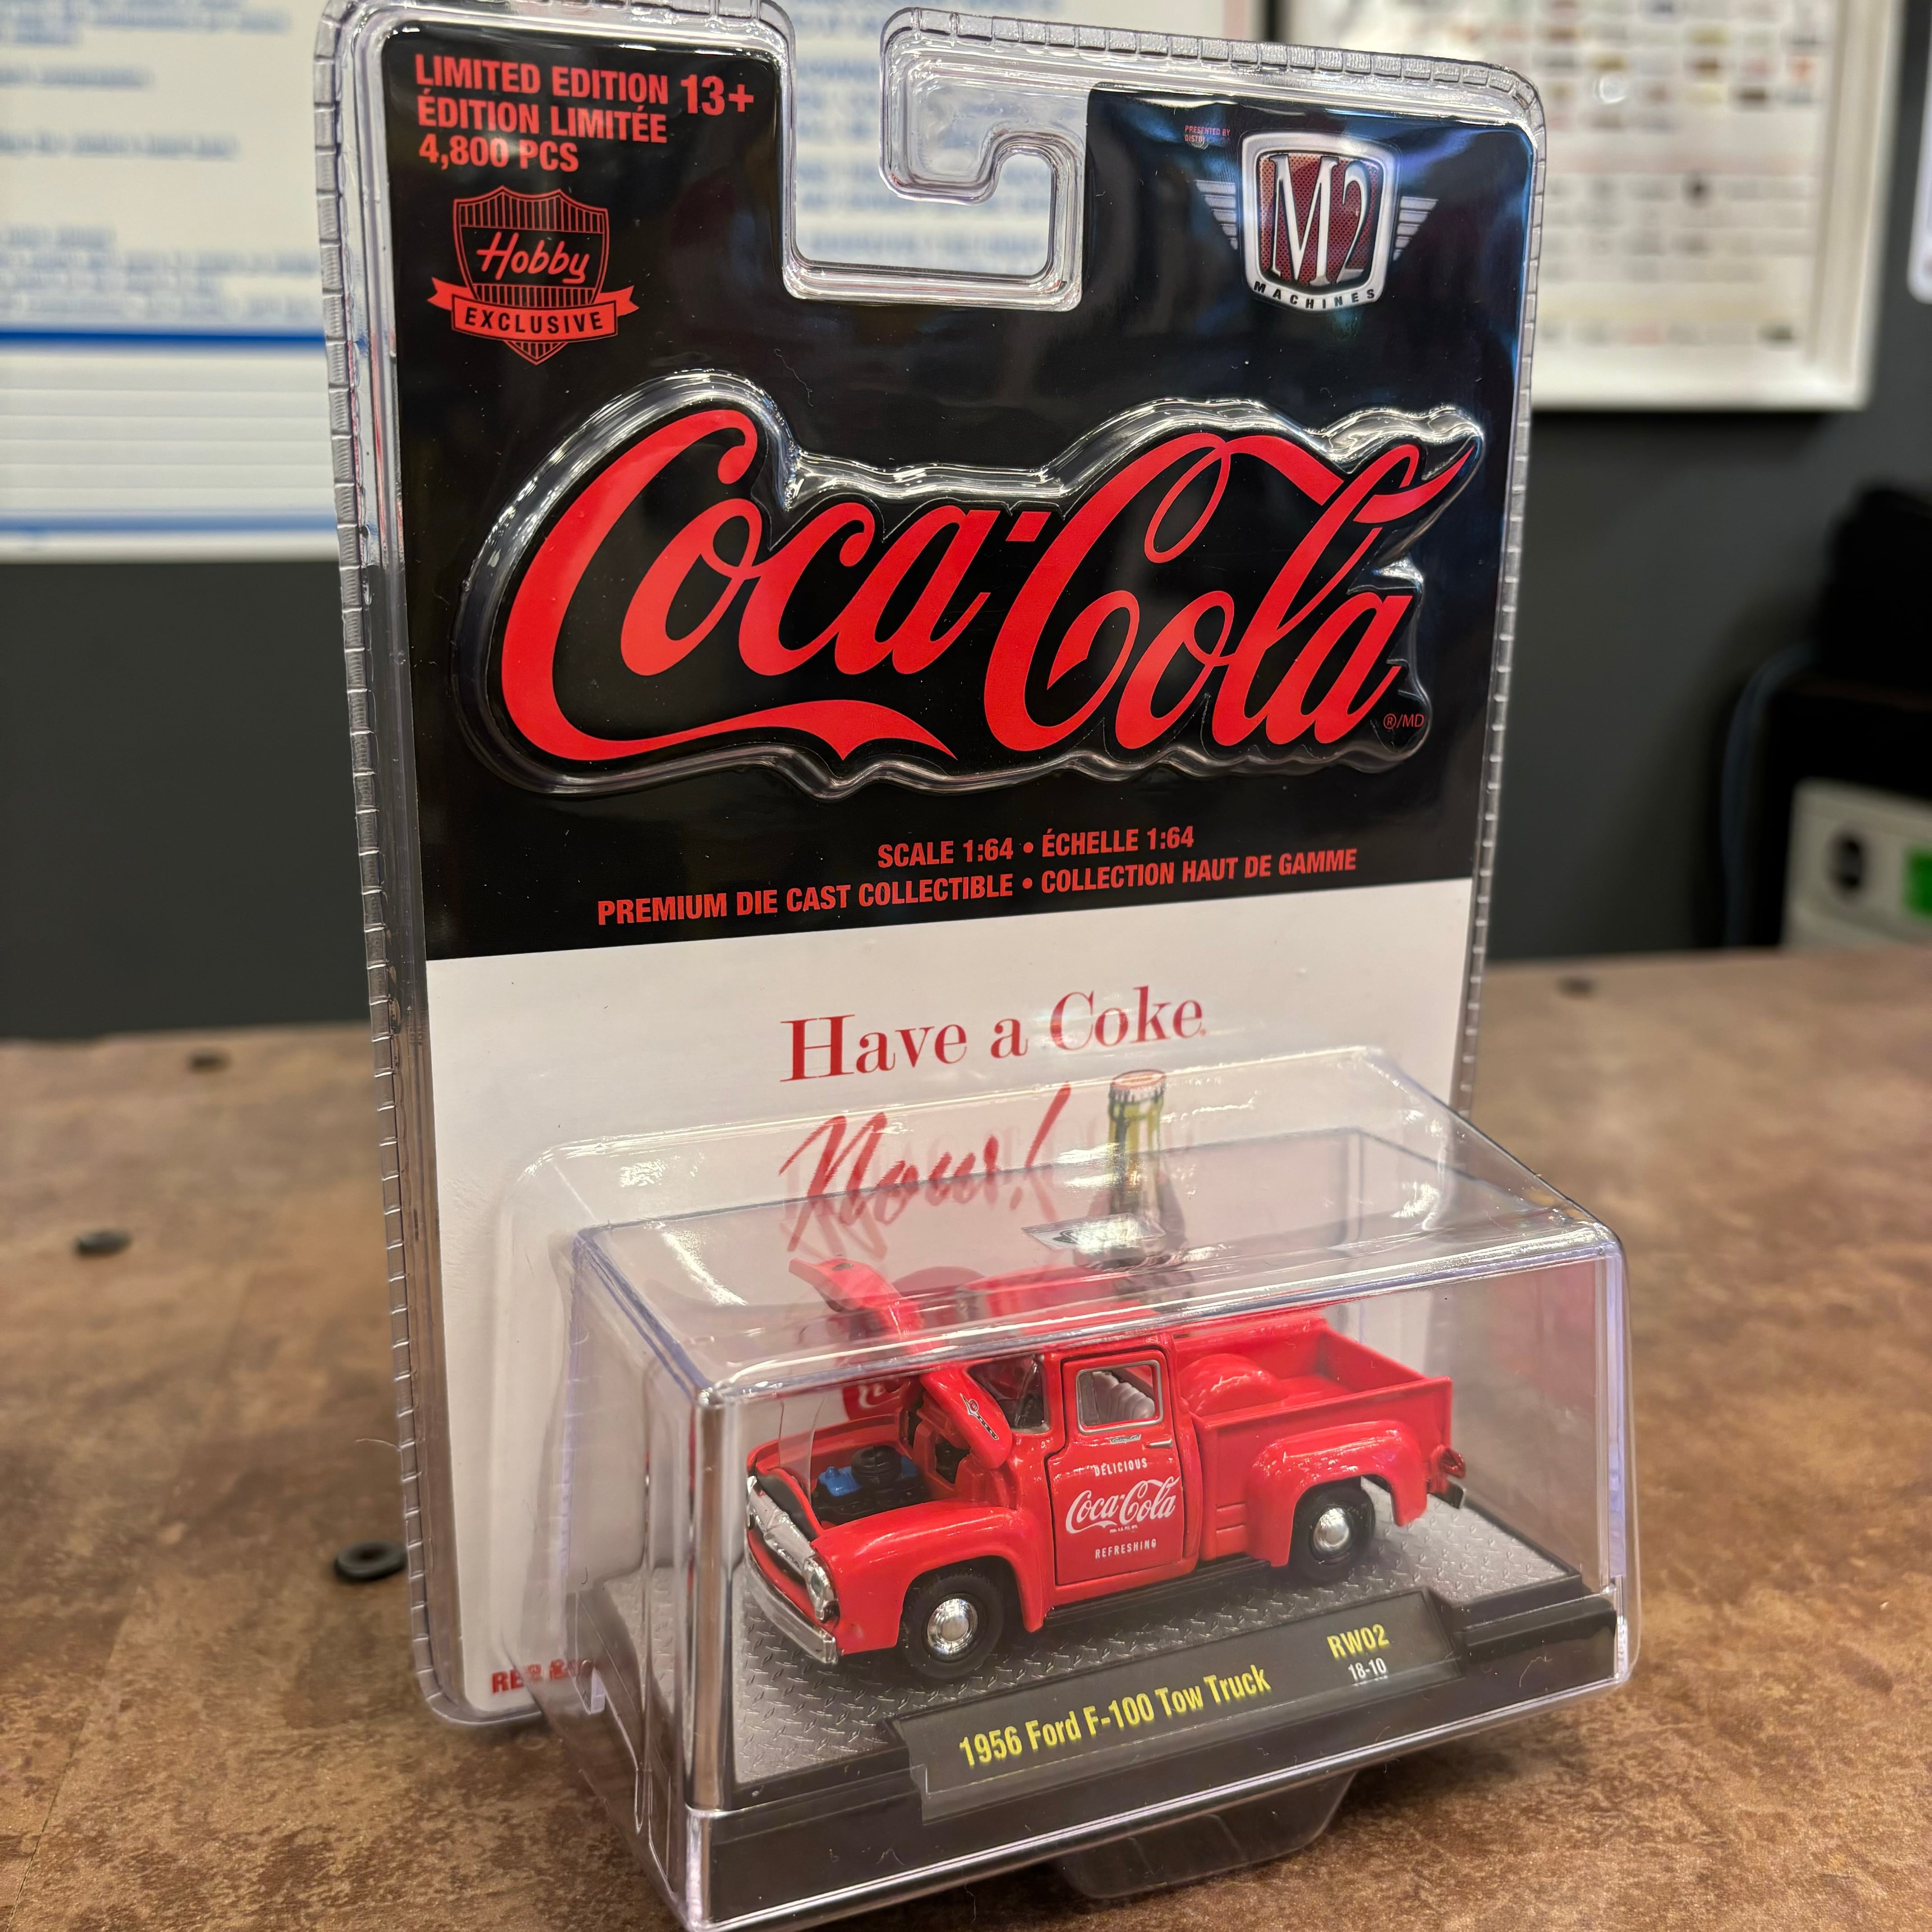 LIMITED EDITION 13+
ÉDITION LIMITÉE
4,800 PCS
Hobby
EXCLUSIVE
PRESENTED BY
M2
MACHINES
Coca-Cola
®/MD
SCALE 1:64 • ÉCHELLE 1:64
PREMIUM DIE CAST COLLECTIBLE • COLLECTION HAUT DE GAMME
Have a Coke
Now!
DELICIOUS
Coca-Cola
REFRESHING
RW02
18-10
1956 Ford F-100 Tow Truck